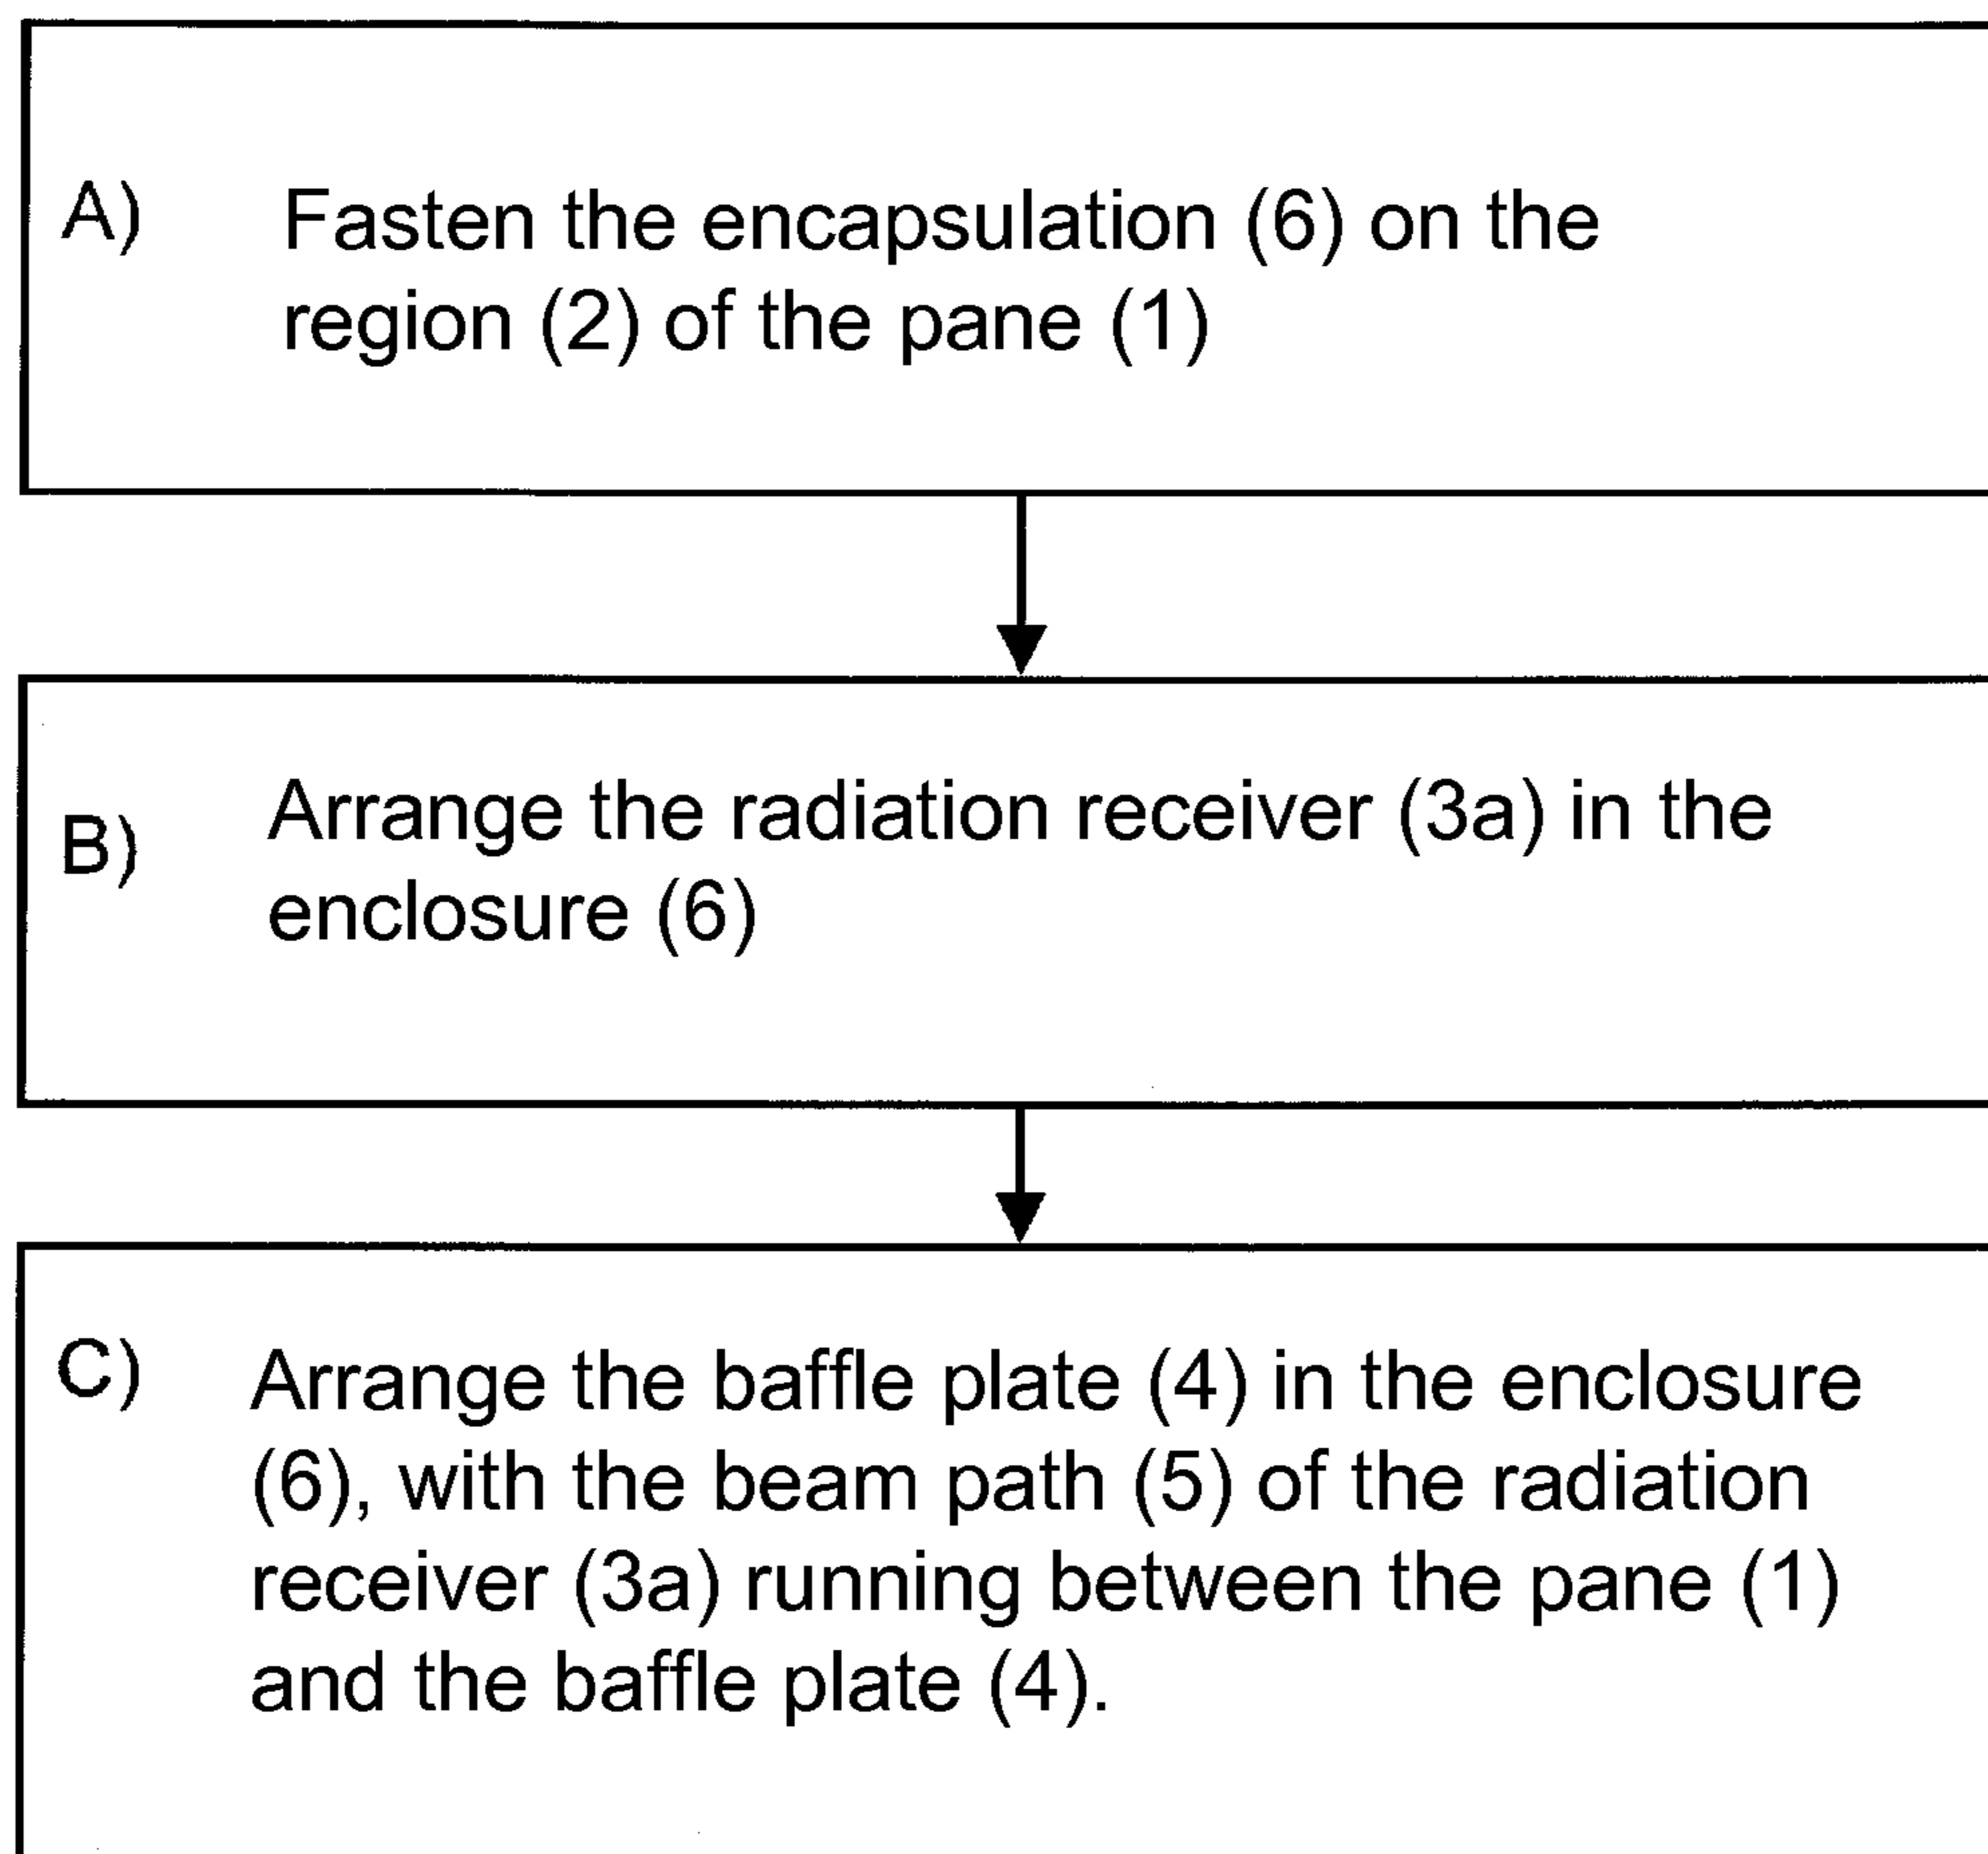 A) Fasten the encapsulation (6) on the
region (2) of the pane (1)
B) Arrange the radiation receiver (3a) in the
enclosure (6)
C) Arrange the baffle plate (4) in the enclosure
(6), with the beam path (5) of the radiation
receiver (3a) running between the pane (1)
and the baffle plate (4).